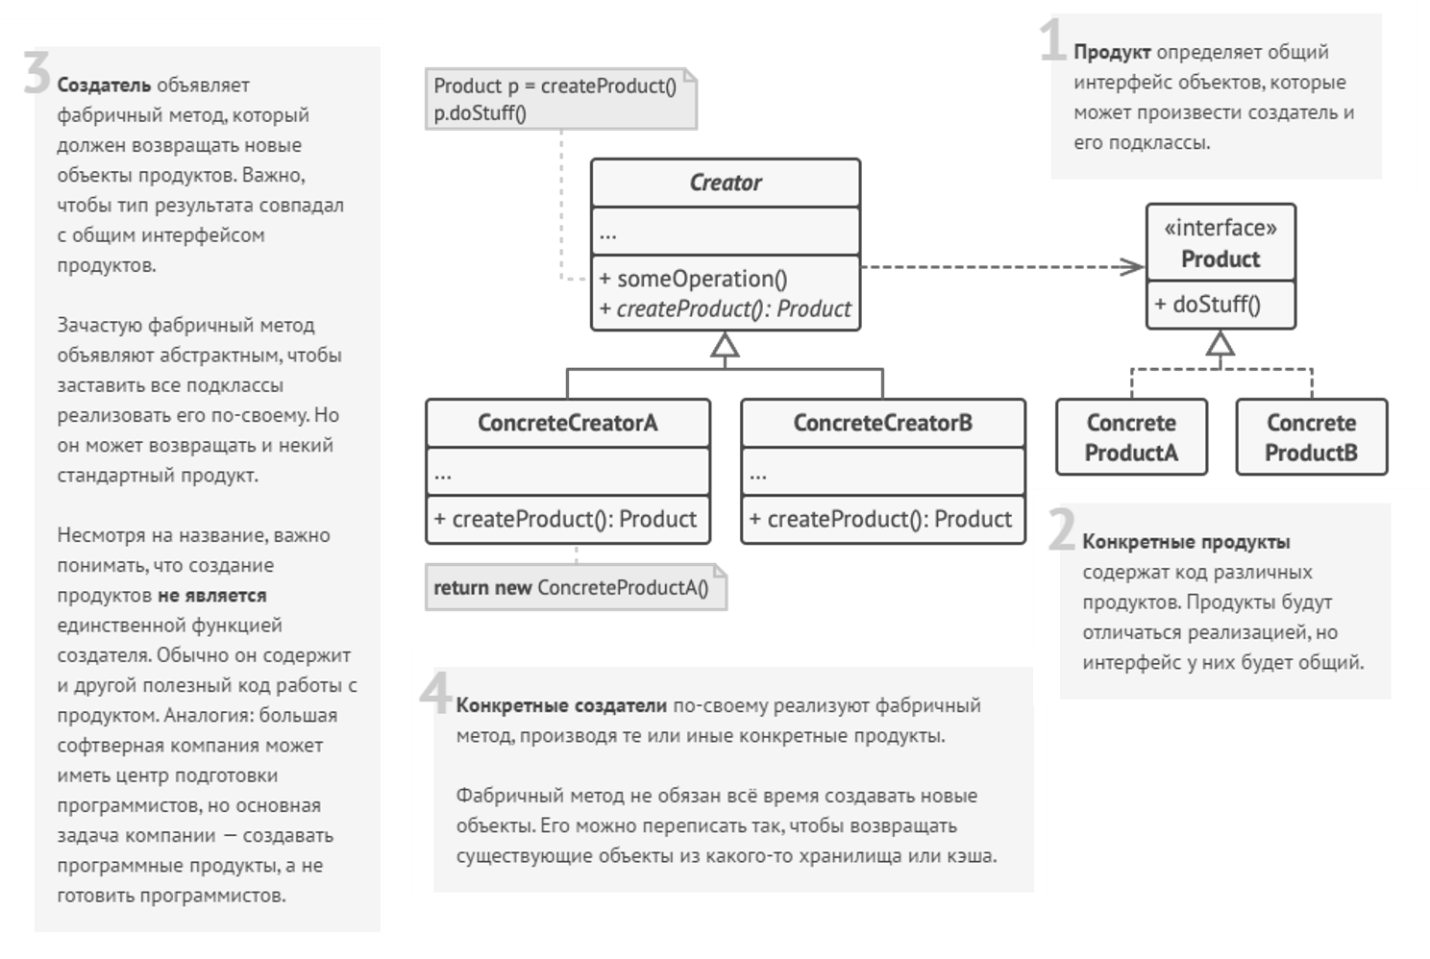 3
Создатель объявляет
фабричный метод, который
должен возвращать новые
объекты продуктов. Важно,
чтобы тип результата совпадал
с общим интерфейсом
продуктов.
Зачастую фабричный метод
объявляют абстрактным, чтобы
заставить все подклассы
реализовать его по-своему. Но
он может возвращать и некий
стандартный продукт.
Несмотря на название, важно
понимать, что создание
продуктов не является
единственной функцией
создателя. Обычно он содержит
и другой полезный код работы с
продуктом. Аналогия: большая
софтверная компания может
иметь центр подготовки
программистов, но основная
задача компании — создавать
программные продукты, а не
готовить программистов.
Product p = createProduct()
p.doStuff()
Creator
...
+ someOperation()
+ createProduct(): Product
ConcreteCreatorA
...
+ createProduct(): Product
return new ConcreteProductA()
ConcreteCreatorB
...
+ createProduct(): Product
1
Продукт определяет общий
интерфейс объектов, которые
может произвести создатель и
его подклассы.
«interface»
Product
+ doStuff()
Concrete
ProductA
Concrete
ProductB
2
Конкретные продукты
содержат код различных
продуктов. Продукты будут
отличаться реализацией, но
интерфейс у них будет общий.
4
Конкретные создатели по-своему реализуют фабричный
метод, производя те или иные конкретные продукты.
Фабричный метод не обязан всё время создавать новые
объекты. Его можно переписать так, чтобы возвращать
существующие объекты из какого-то хранилища или кэша.